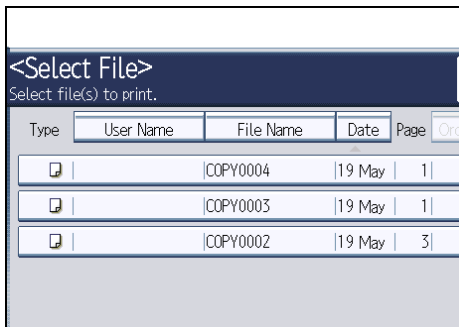 <Select File>
Select file(s) to print.
Type User Name File Name Date Page Or
COPY0004 19 May 1
COPY0003 19 May 1
COPY0002 19 May 3